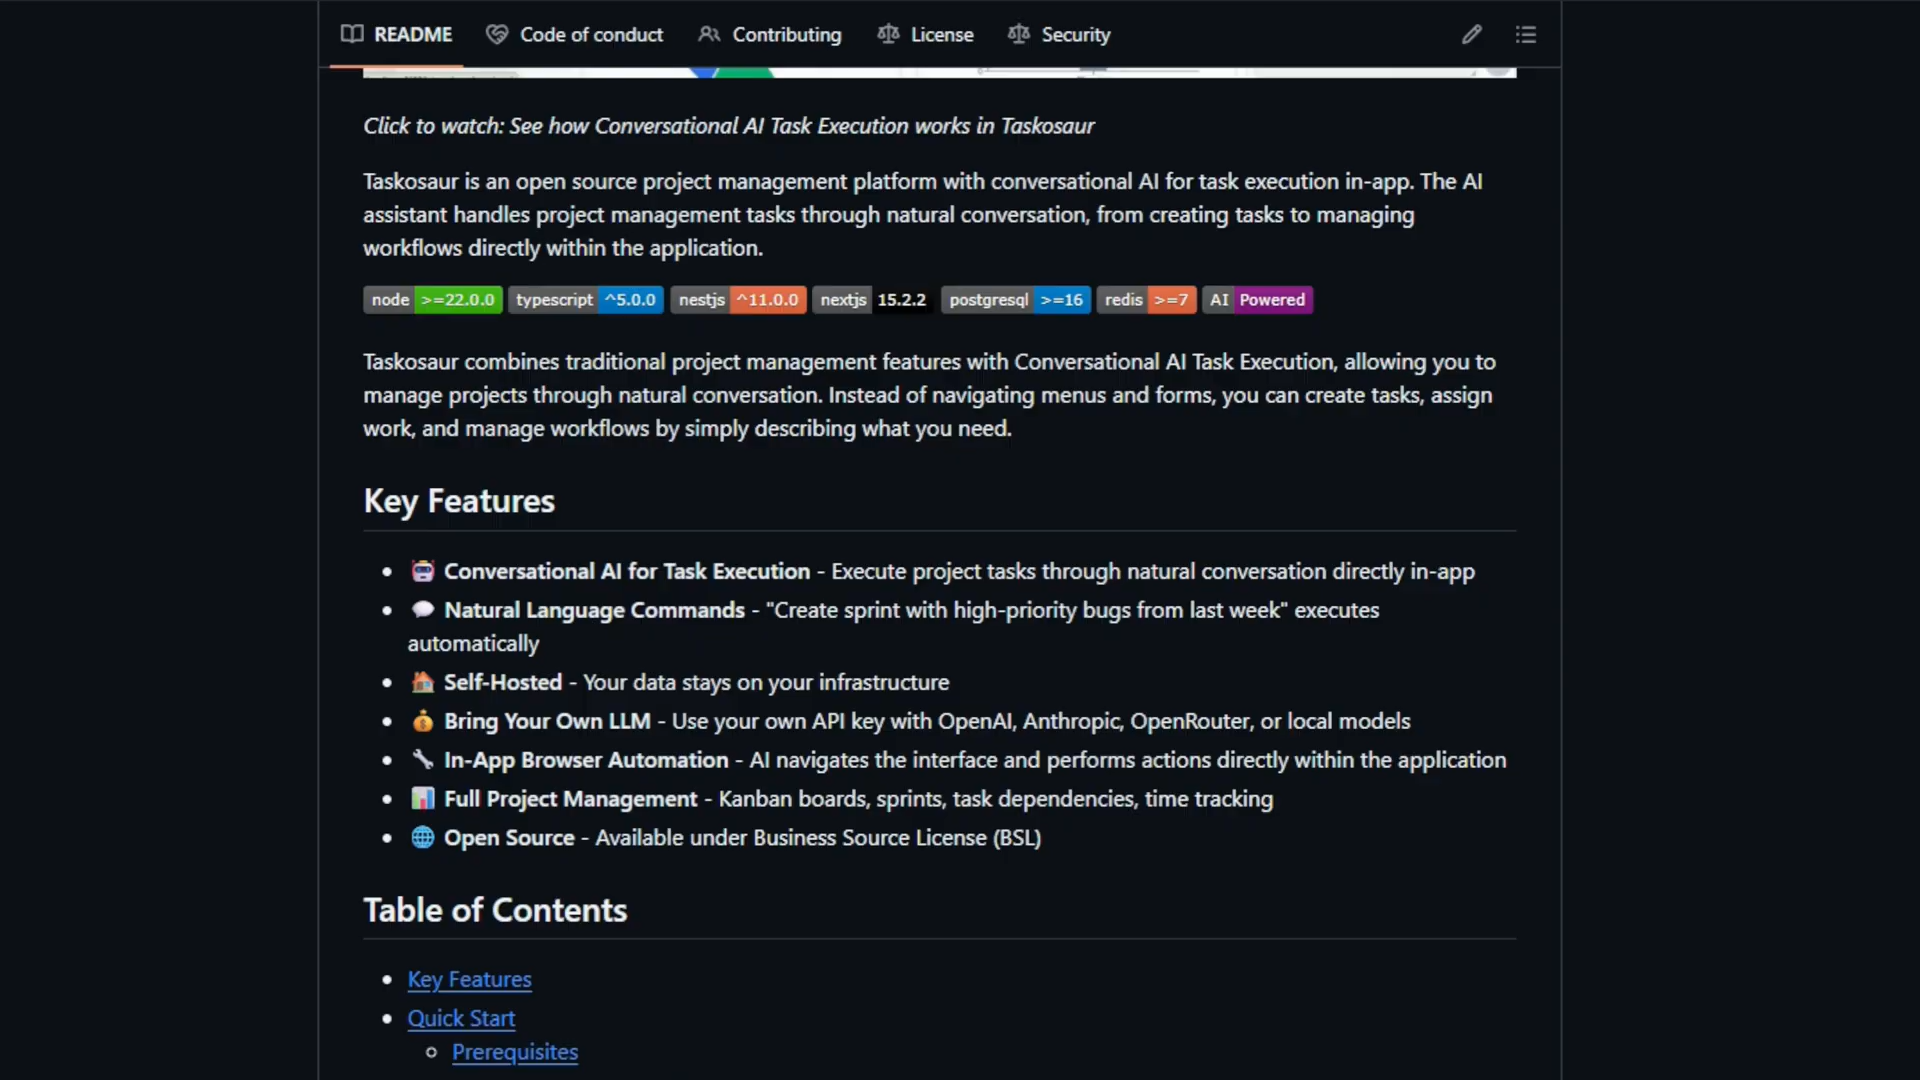 README Code of conduct Contributing License Security
Click to watch: See how Conversational AI Task Execution works in Taskosaur
Taskosaur is an open source project management platform with conversational AI for task execution in-app. The AI
assistant handles project management tasks through natural conversation, from creating tasks to managing
workflows directly within the application.
node >=22.0.0 typescript ^5.0.0 nestjs ^11.0.0 nextjs 15.2.2 postgresql >=16 redis >=7 AI Powered
Taskosaur combines traditional project management features with Conversational AI Task Execution, allowing you to
manage projects through natural conversation. Instead of navigating menus and forms, you can create tasks, assign
work, and manage workflows by simply describing what you need.
Key Features
Conversational AI for Task Execution - Execute project tasks through natural conversation directly in-app
Natural Language Commands - "Create sprint with high-priority bugs from last week" executes
automatically
Self-Hosted - Your data stays on your infrastructure
Bring Your Own LLM - Use your own API key with OpenAI, Anthropic, OpenRouter, or local models
In-App Browser Automation - AI navigates the interface and performs actions directly within the application
Full Project Management - Kanban boards, sprints, task dependencies, time tracking
Open Source - Available under Business Source License (BSL)
Table of Contents
Key Features
Quick Start
Prerequisites